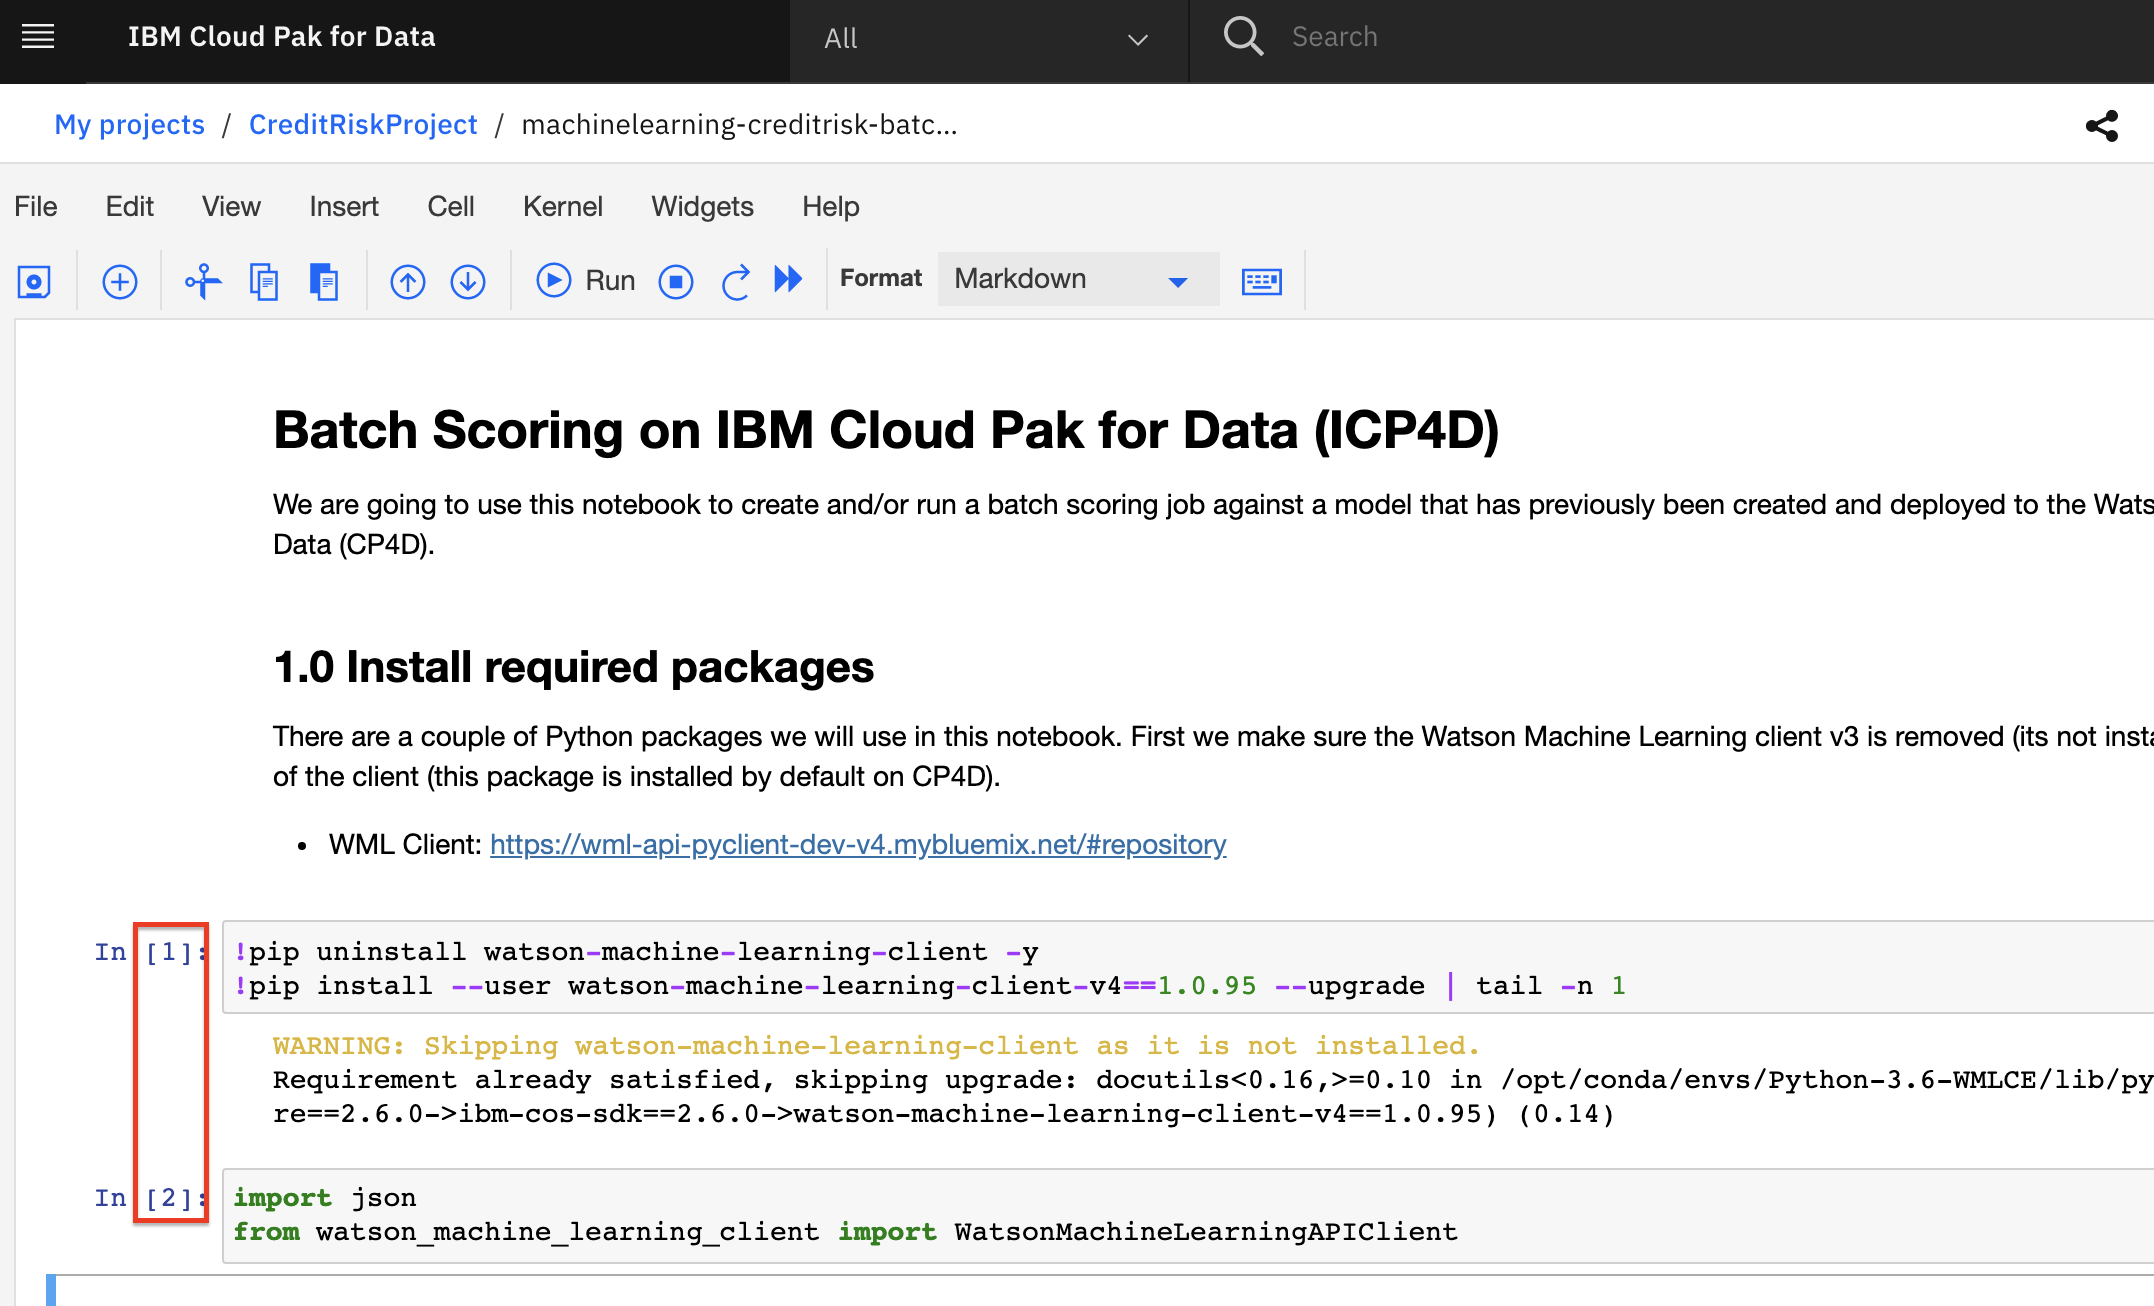 IBM Cloud Pak for Data
All
Search
My projects / CreditRiskProject / machinelearning-creditrisk-batc...
File Edit View Insert Cell Kernel Widgets Help
Run
Format
Markdown
Batch Scoring on IBM Cloud Pak for Data (ICP4D)
We are going to use this notebook to create and/or run a batch scoring job against a model that has previously been created and deployed to the Wats
Data (CP4D).
1.0 Install required packages
There are a couple of Python packages we will use in this notebook. First we make sure the Watson Machine Learning client v3 is removed (its not insta
of the client (this package is installed by default on CP4D).
• WML Client: https://wml-api-pyclient-dev-v4.mybluemix.net/#repository
In [1]: !pip uninstall watson-machine-learning-client -y
!pip install --user watson-machine-learning-client-v4==1.0.95 --upgrade | tail -n 1
WARNING: Skipping watson-machine-learning-client as it is not installed.
Requirement already satisfied, skipping upgrade: docutils<0.16,>=0.10 in /opt/conda/envs/Python-3.6-WMLCE/lib/py
re==2.6.0->ibm-cos-sdk==2.6.0->watson-machine-learning-client-v4==1.0.95) (0.14)
In [2]: import json
from watson_machine_learning_client import WatsonMachineLearningAPIClient